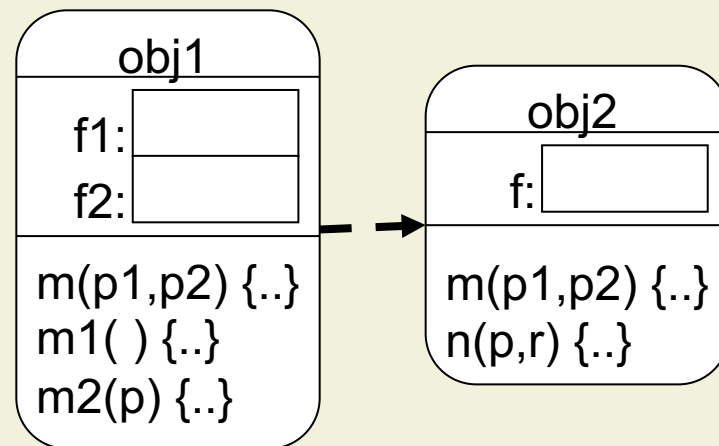 obj1
f1:
f2:
m(p1,p2) {..}
m1( ) {..}
m2(p) {..}
obj2
f:
m(p1,p2) {..}
n(p,r) {..}